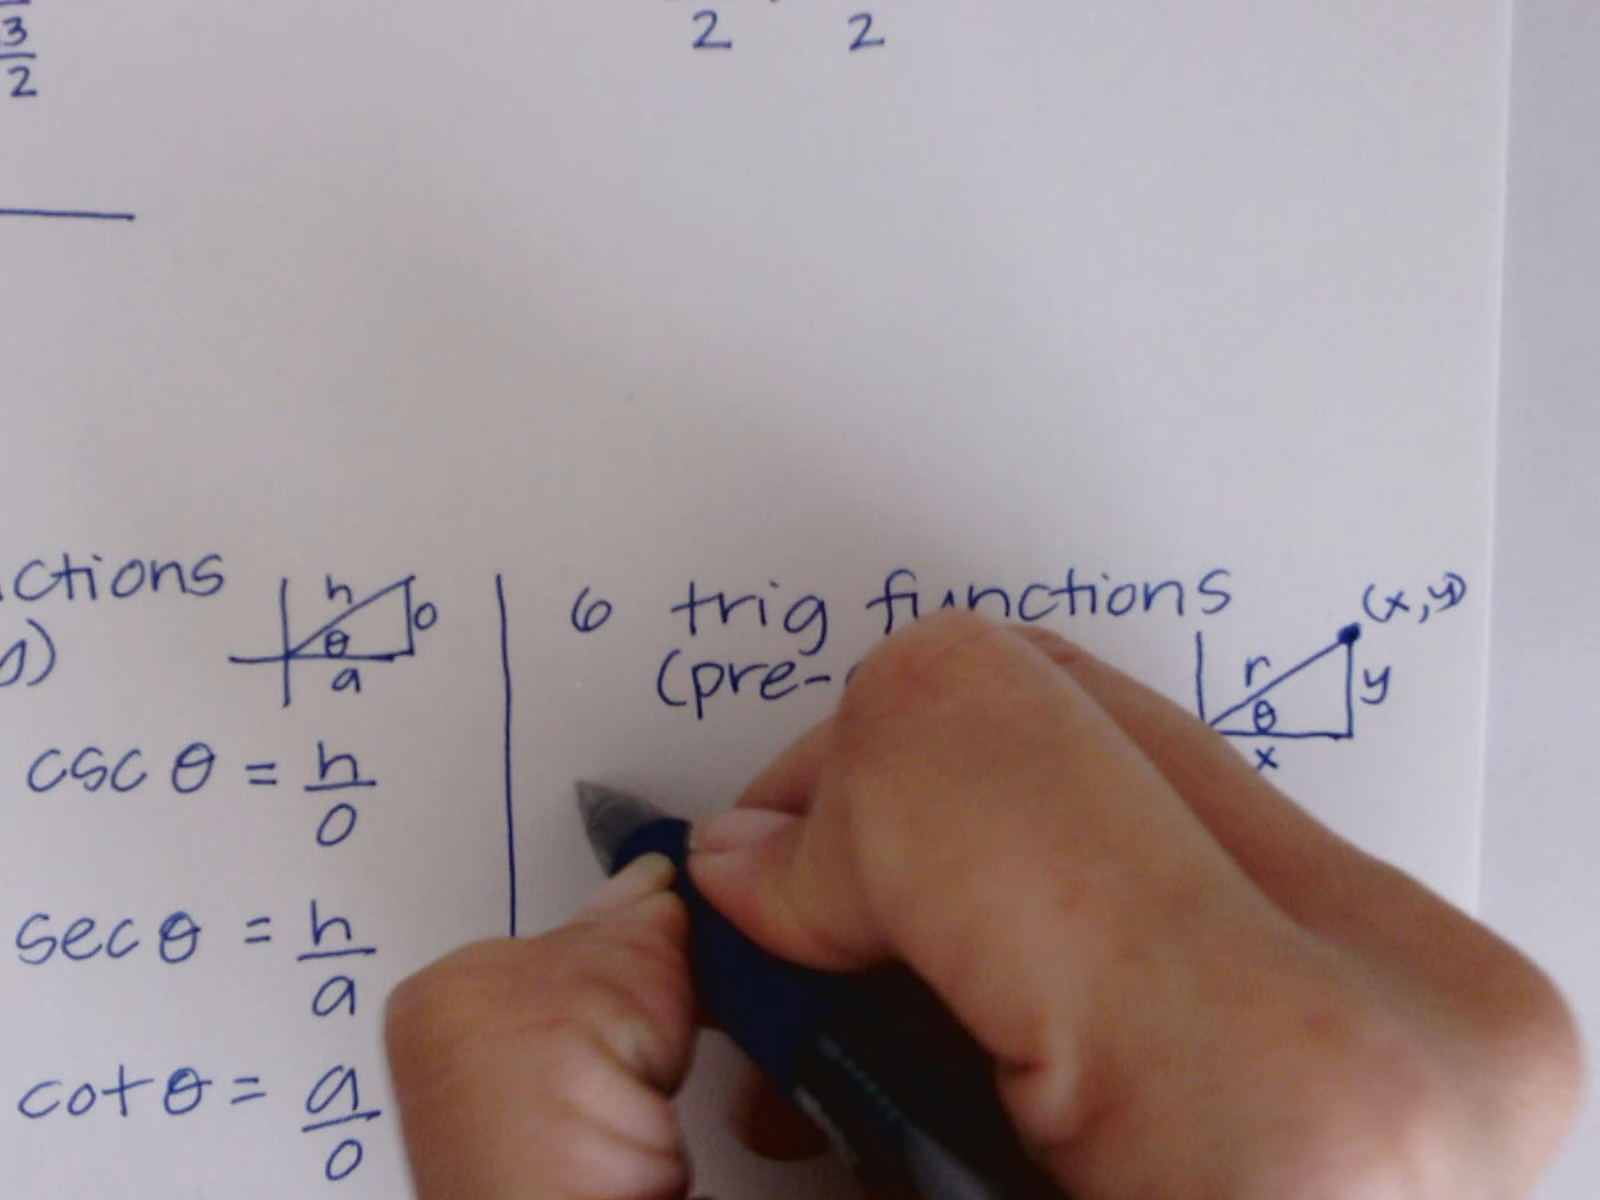 3
2
2 2
ctions
h
θ
o
a
csc θ = h/o
sec θ = h/a
cot θ = a/o
6 trig functions
(pre-
(x,y)
r
θ
y
x